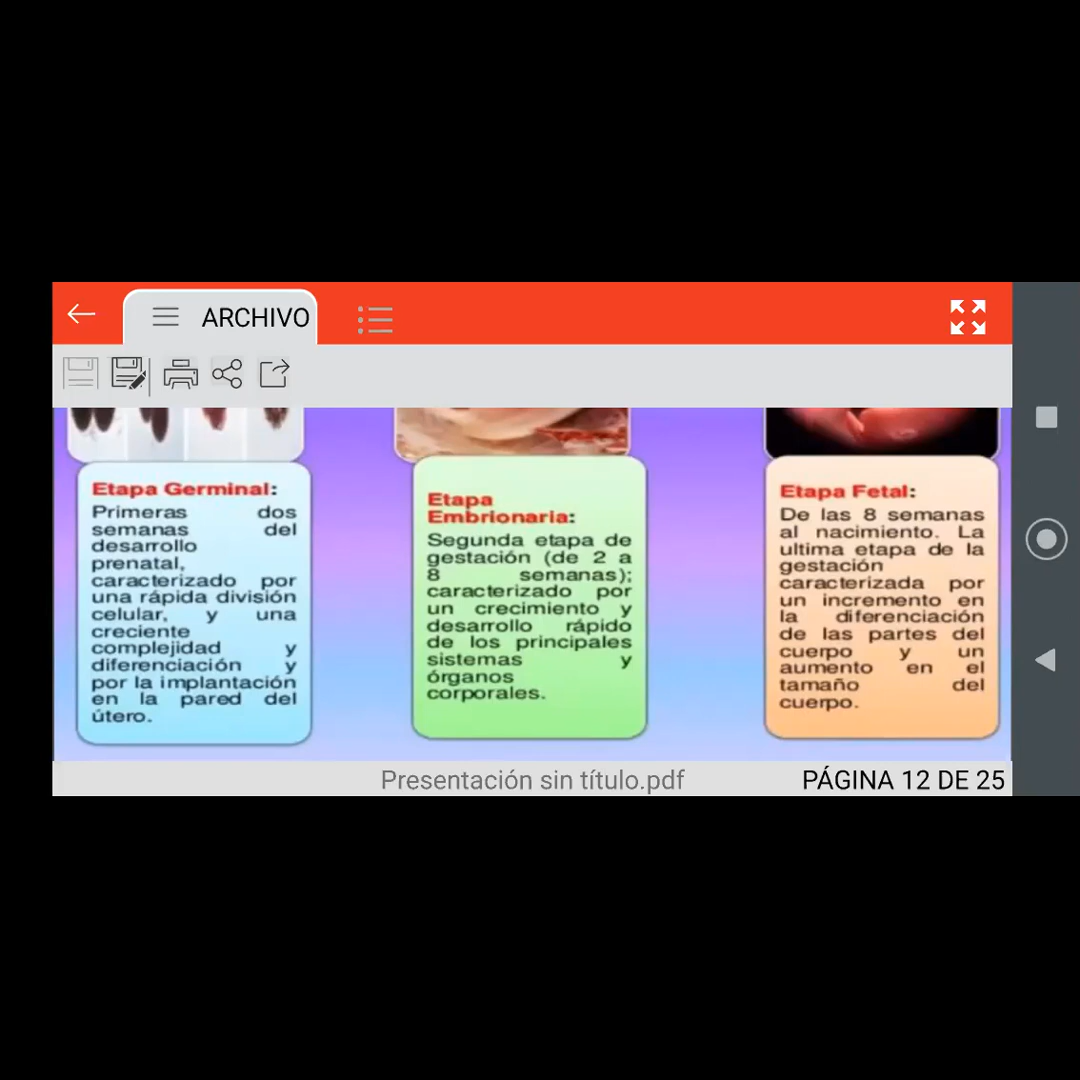 ARCHIVO
Etapa Germinal:
Primeras dos
semanas del
desarrollo
prenatal,
caracterizado por
una rápida división
celular, y una
creciente
complejidad y
diferenciación y
por la implantación
en la pared del
útero.
Etapa
Embrionaria:
Segunda etapa de
gestación (de 2 a
8 semanas);
caracterizado por
un crecimiento y
desarrollo rápido
de los principales
sistemas y
órganos
corporales.
Etapa Fetal:
De las 8 semanas
al nacimiento. La
ultima etapa de la
gestación
caracterizada por
un incremento en
la diferenciación
de las partes del
cuerpo y un
aumento en el
tamaño del
cuerpo.
Presentación sin título.pdf
PÁGINA 12 DE 25